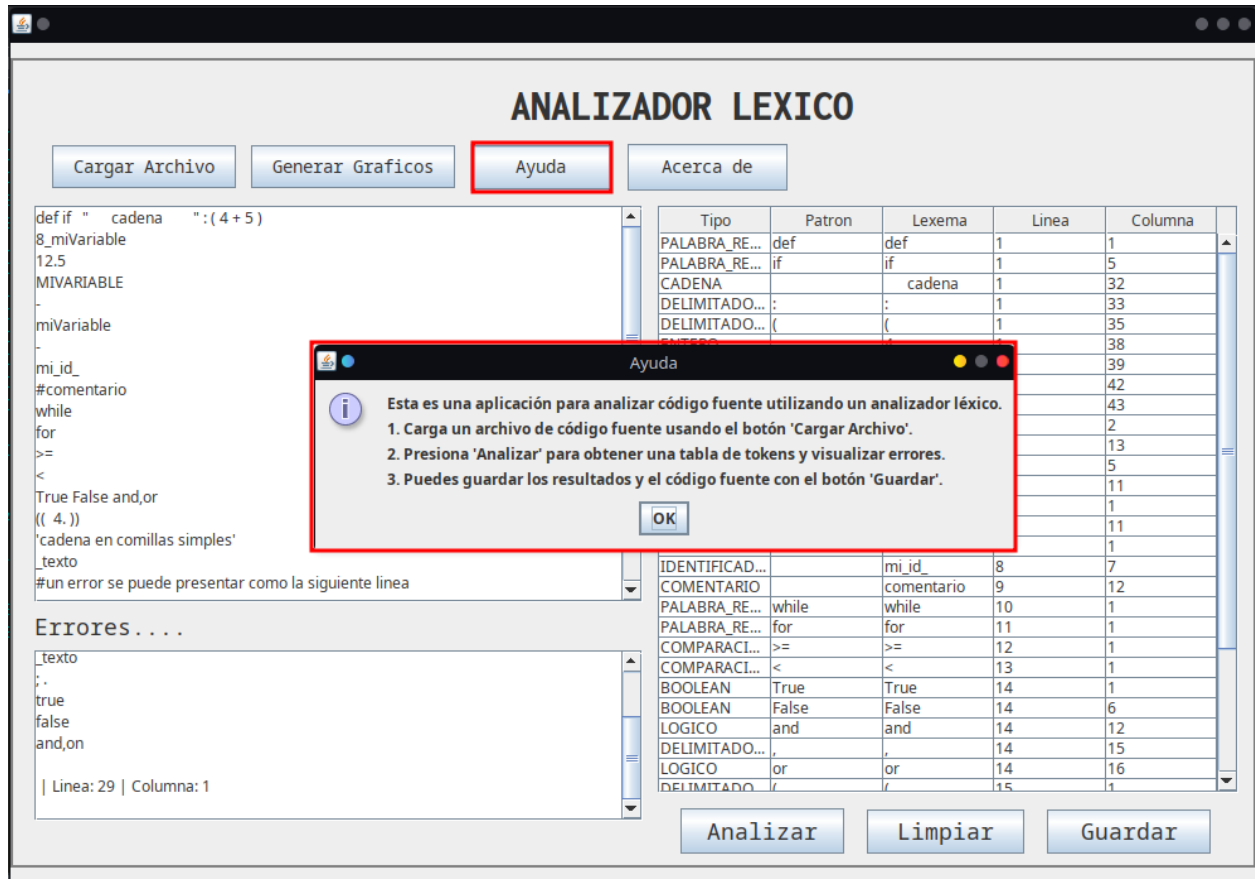 ANALIZADOR LEXICO
Cargar Archivo Generar Graficos Ayuda Acerca de
def if " cadena " : ( 4 + 5 )
8_miVariable
12.5
MIVARIABLE
-
miVariable
-
mi_id_
#comentario
while
for
>=
<
True False and,or
(( 4. ))
'cadena en comillas simples'
_texto
#un error se puede presentar como la siguiente linea
Errores....
_texto
; .
true
false
and,on
| Linea: 29 | Columna: 1
Tipo Patron Lexema Linea Columna
PALABRA_RE... def def 1 1
PALABRA_RE... if if 1 5
CADENA cadena 1 32
DELIMITADO... : : 1 33
DELIMITADO... ( ( 1 35
38
39
42
43
2
13
5
11
1
11
1
IDENTIFICAD... mi_id_ 8 7
COMENTARIO comentario 9 12
PALABRA_RE... while while 10 1
PALABRA_RE... for for 11 1
COMPARACI... >= >= 12 1
COMPARACI... < < 13 1
BOOLEAN True True 14 1
BOOLEAN False False 14 6
LOGICO and and 14 12
DELIMITADO... , , 14 15
LOGICO or or 14 16
DELIMITADO... ( ( 15 1
Ayuda
Esta es una aplicación para analizar código fuente utilizando un analizador léxico.
1. Carga un archivo de código fuente usando el botón 'Cargar Archivo'.
2. Presiona 'Analizar' para obtener una tabla de tokens y visualizar errores.
3. Puedes guardar los resultados y el código fuente con el botón 'Guardar'.
OK
Analizar Limpiar Guardar